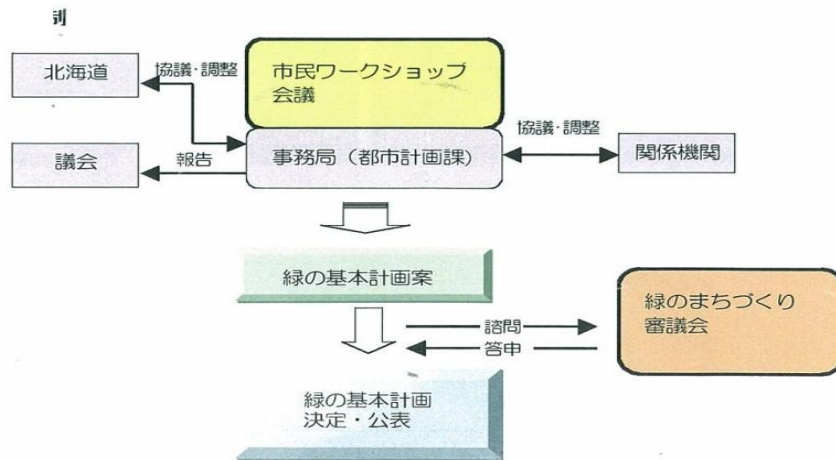 制
北海道
協議・調整
市民ワークショップ
会議
協議・調整
議会
報告
事務局（都市計画課）
関係機関
緑の基本計画案
緑のまちづくり
審議会
諮問
答申
緑の基本計画
決定・公表